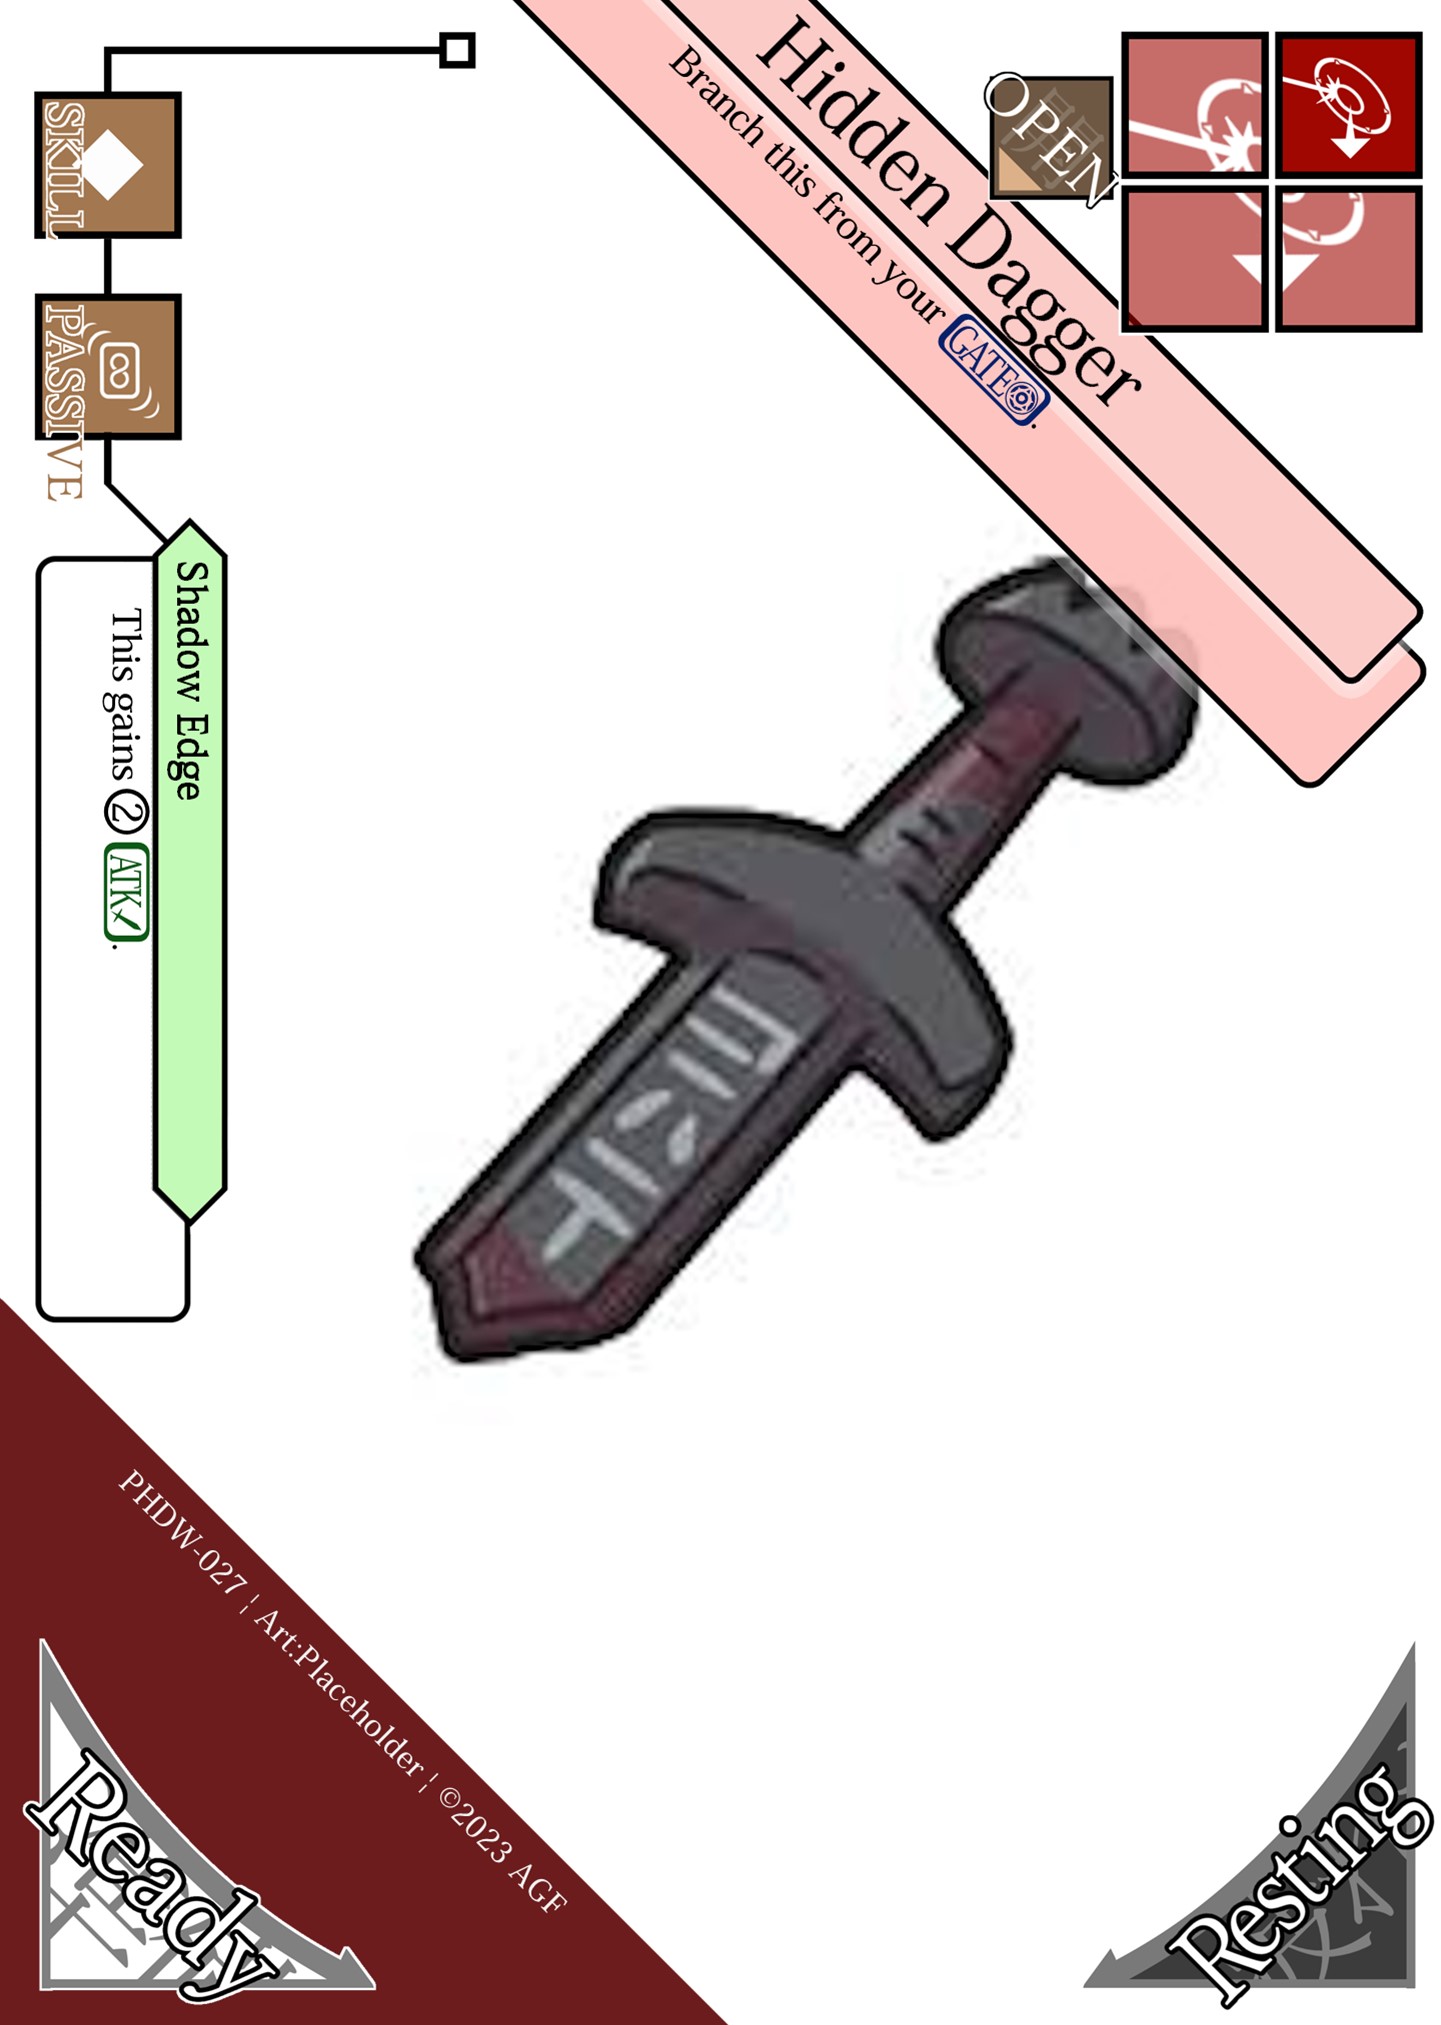 Hidden Dagger
Branch this from your GATE.
OPEN
SKILL
PASSIVE
Shadow Edge
This gains ② ATK.
PHDW-027 ¦ Art:Placeholder ¦ ©2023 AGF
Ready
Resting